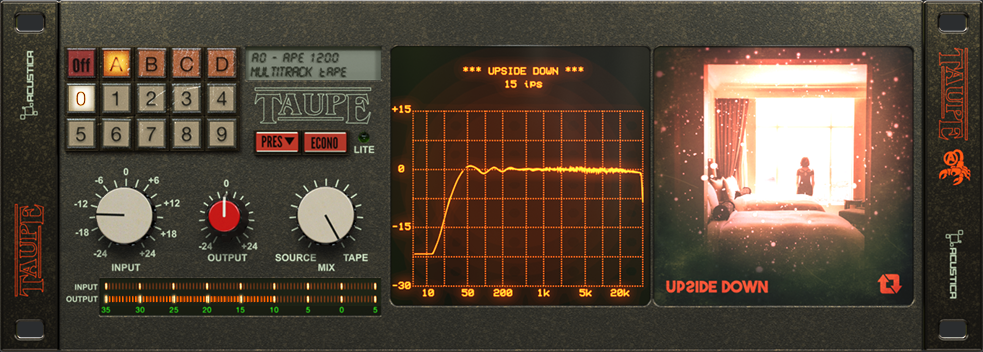 ACUSTICA
TAUPE
Off A B C D
0 1 2 3 4
5 6 7 8 9
A0 - APE 1200
MULTITRACK TAPE
TAUPE
PRES ECONO
LITE
0
-6 +6
-12 +12
-18 +18
-24 +24
INPUT
0
-24 +24
OUTPUT
SOURCE TAPE
MIX
INPUT
OUTPUT
35 30 25 20 15 10 5 0 5
*** UPSIDE DOWN ***
15 ips
+15
0
-15
-30
10 50 200 1k 5k 20k
UPSIDE DOWN
TAUPE
ACUSTICA